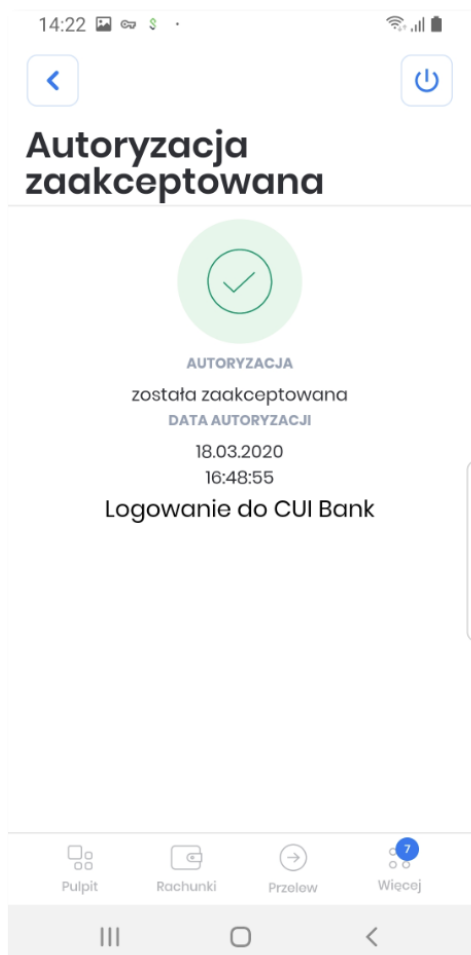 14:22
Autoryzacja
zaakceptowana
AUTORYZACJA
została zaakceptowana
DATA AUTORYZACJI
18.03.2020
16:48:55
Logowanie do CUI Bank
7
Pulpit
Rachunki
Przelew
Więcej